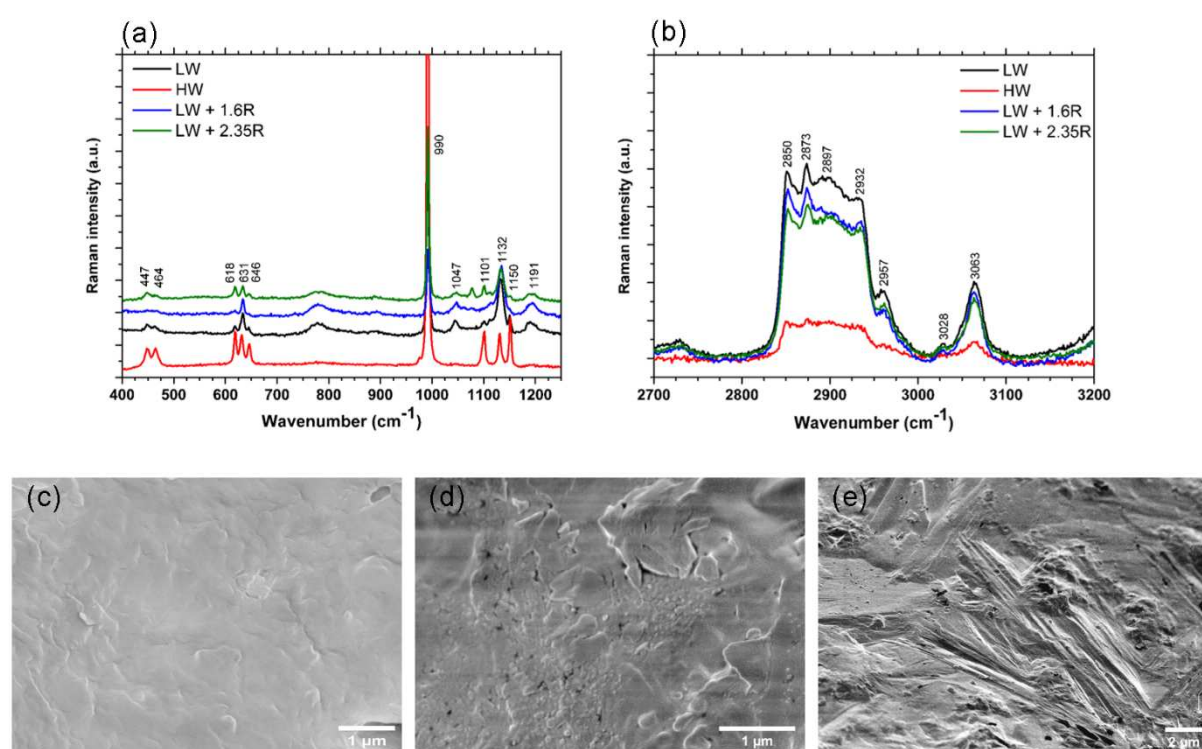 (a)
LW
HW
LW + 1.6R
LW + 2.35R
990
447
464
618
631
646
1047
1101
1132
1150
1191
Raman intensity (a.u.)
400 500 600 700 800 900 1000 1100 1200
Wavenumber (cm⁻¹)
(b)
LW
HW
LW + 1.6R
LW + 2.35R
2850
2873
2897
2932
2957
3028
3063
Raman intensity (a.u.)
2700 2800 2900 3000 3100 3200
Wavenumber (cm⁻¹)
(c)
1 μm
(d)
1 μm
(e)
2 μm